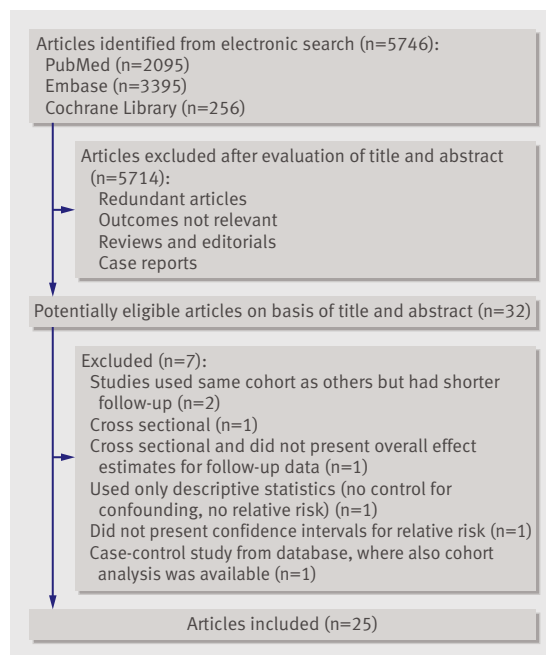 Articles identified from electronic search (n=5746):
PubMed (n=2095)
Embase (n=3395)
Cochrane Library (n=256)
Articles excluded after evaluation of title and abstract
(n=5714):
Redundant articles
Outcomes not relevant
Reviews and editorials
Case reports
Potentially eligible articles on basis of title and abstract (n=32)
Excluded (n=7):
Studies used same cohort as others but had shorter
follow-up (n=2)
Cross sectional (n=1)
Cross sectional and did not present overall effect
estimates for follow-up data (n=1)
Used only descriptive statistics (no control for
confounding, no relative risk) (n=1)
Did not present confidence intervals for relative risk (n=1)
Case-control study from database, where also cohort
analysis was available (n=1)
Articles included (n=25)